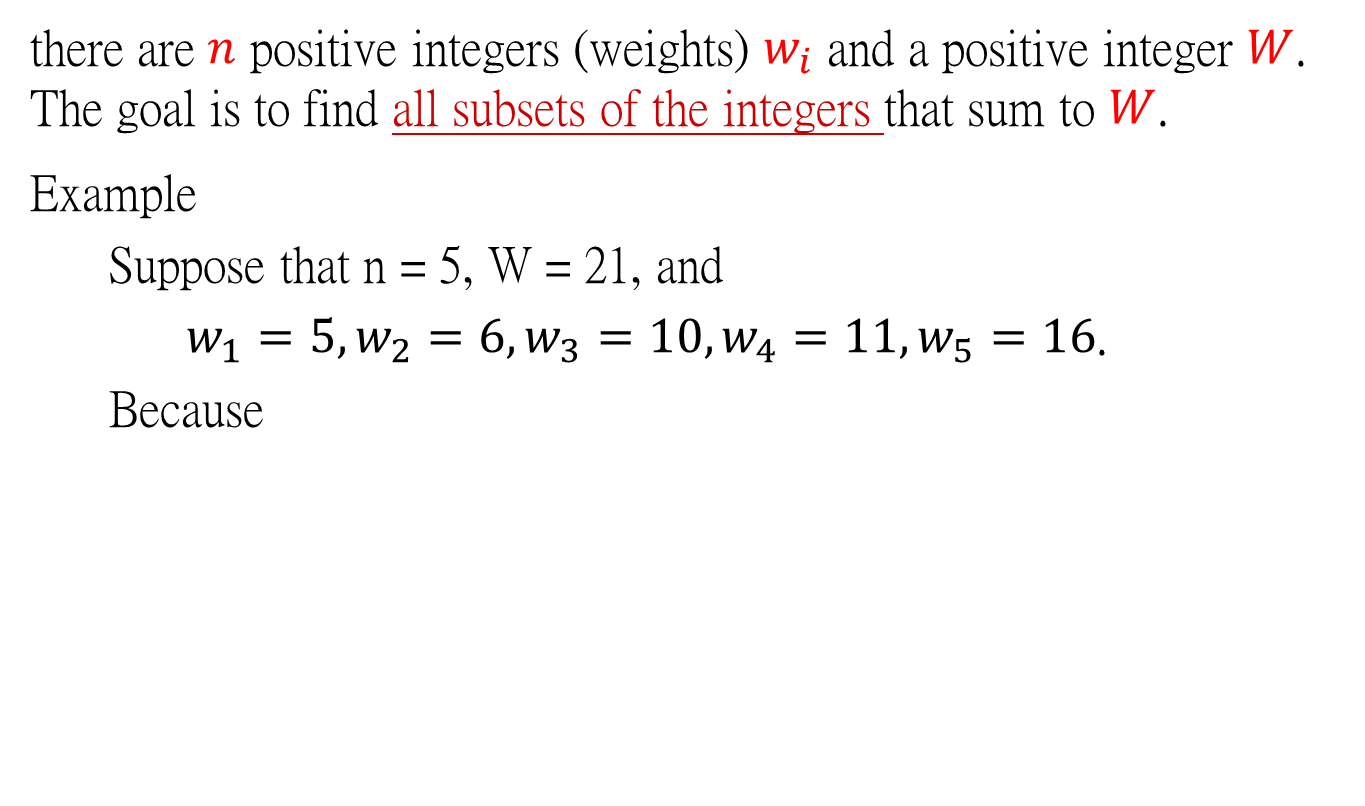 there are n positive integers (weights) wᵢ and a positive integer W.
The goal is to find all subsets of the integers that sum to W.
Example
Suppose that n = 5, W = 21, and
w₁ = 5, w₂ = 6, w₃ = 10, w₄ = 11, w₅ = 16.
Because